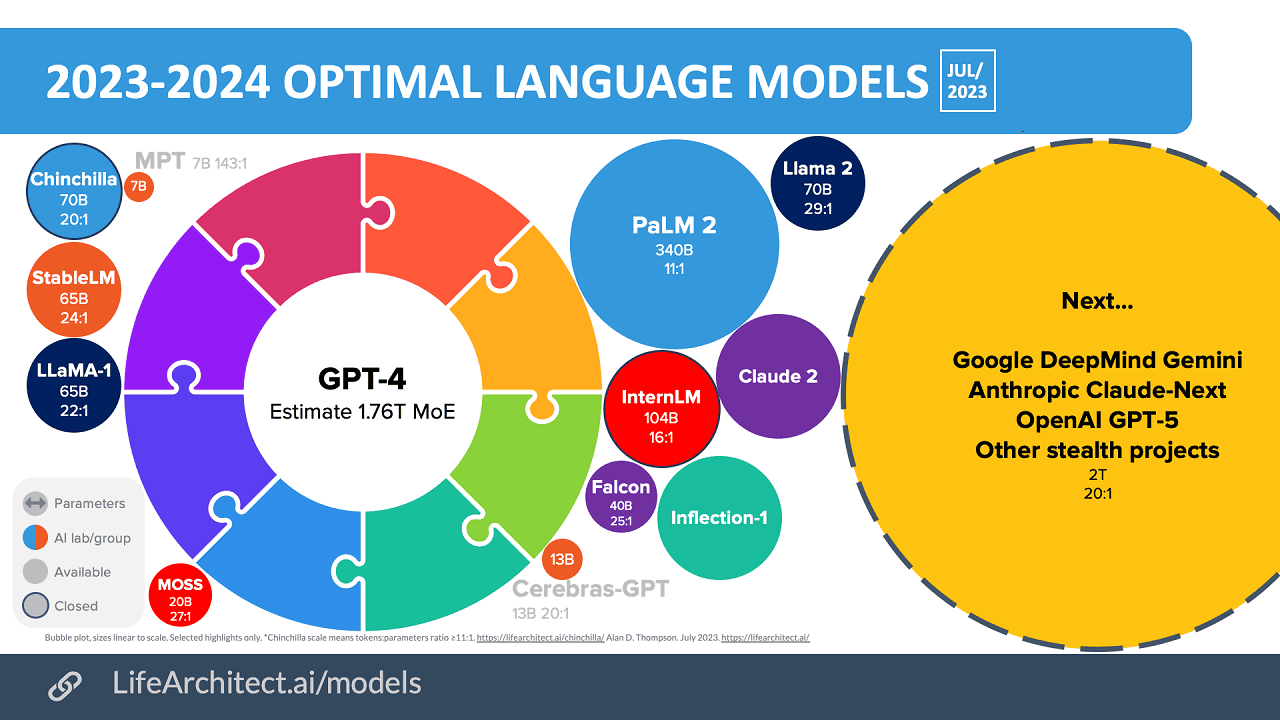 2023-2024 OPTIMAL LANGUAGE MODELS
JUL/
2023
Chinchilla
70B
20:1
MPT 7B 143:1
7B
StableLM
65B
24:1
LLaMA-1
65B
22:1
GPT-4
Estimate 1.76T MoE
PaLM 2
340B
11:1
Llama 2
70B
29:1
Claude 2
InternLM
104B
16:1
Falcon
40B
25:1
Inflection-1
13B
Cerebras-GPT
13B 20:1
MOSS
20B
27:1
Next...
Google DeepMind Gemini
Anthropic Claude-Next
OpenAI GPT-5
Other stealth projects
2T
20:1
Parameters
AI lab/group
Available
Closed
Bubble plot, sizes linear to scale. Selected highlights only. *Chinchilla scale means tokens:parameters ratio ≥11:1. https://lifearchitect.ai/chinchilla/ Alan D. Thompson. July 2023. https://lifearchitect.ai/
LifeArchitect.ai/models